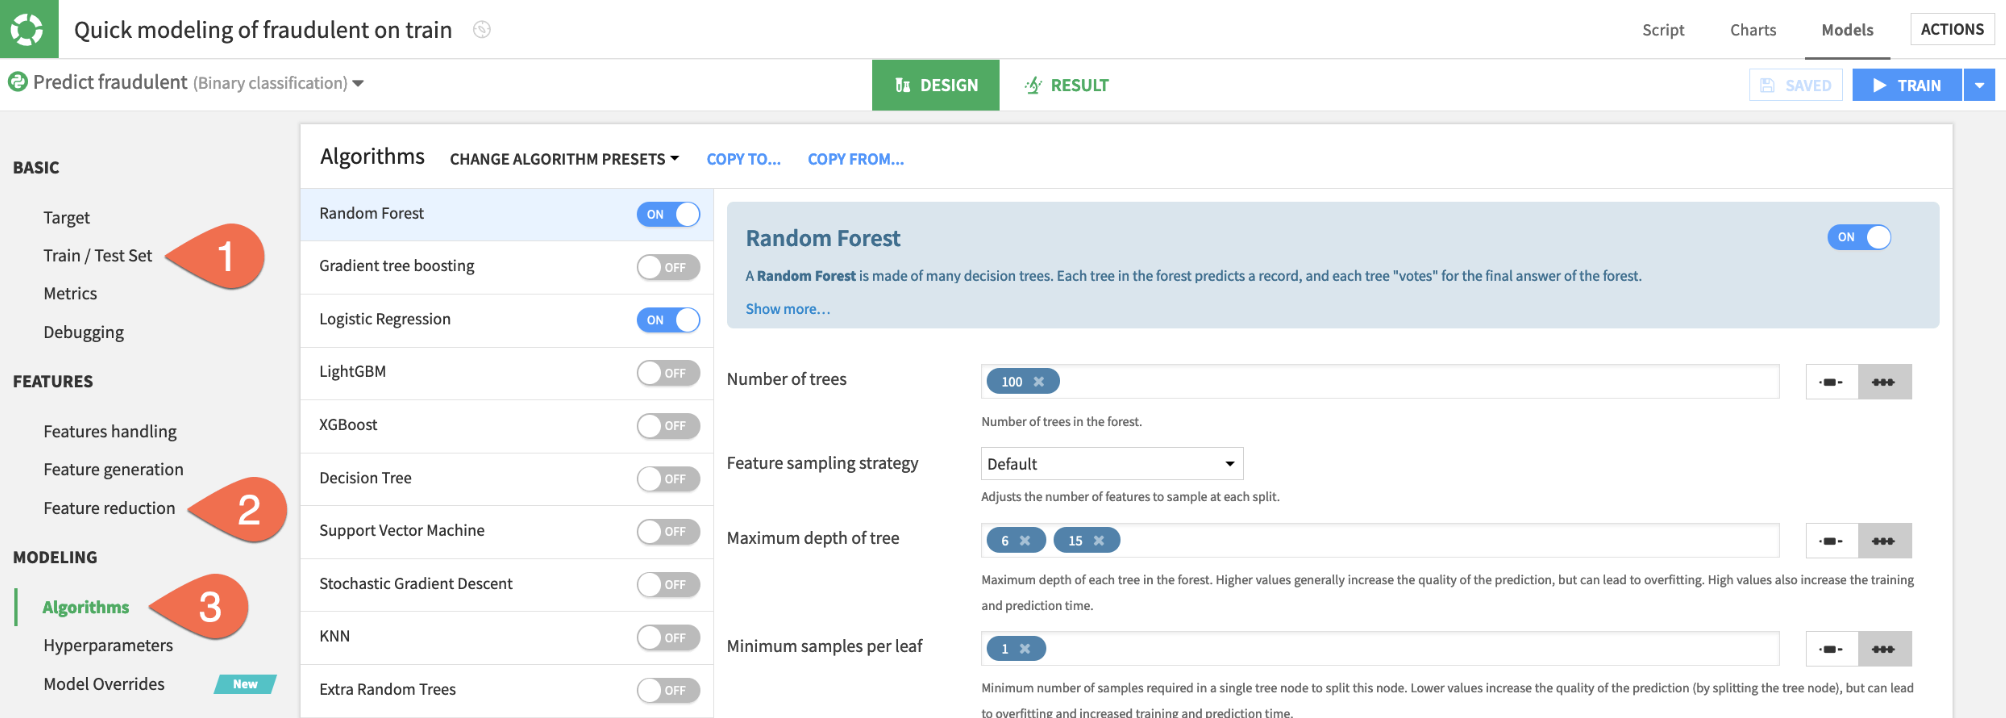 Quick modeling of fraudulent on train
Script
Charts
Models
ACTIONS
Predict fraudulent (Binary classification)
DESIGN
RESULT
SAVED
TRAIN
BASIC
Target
Train / Test Set
1
Metrics
Debugging
FEATURES
Features handling
Feature generation
Feature reduction
2
MODELING
Algorithms
3
Hyperparameters
Model Overrides
New
Algorithms
CHANGE ALGORITHM PRESETS
COPY TO...
COPY FROM...
Random Forest
ON
Gradient tree boosting
OFF
Logistic Regression
ON
LightGBM
OFF
XGBoost
OFF
Decision Tree
OFF
Support Vector Machine
OFF
Stochastic Gradient Descent
OFF
KNN
OFF
Extra Random Trees
OFF
Random Forest
ON
A Random Forest is made of many decision trees. Each tree in the forest predicts a record, and each tree "votes" for the final answer of the forest.
Show more...
Number of trees
100
Number of trees in the forest.
Feature sampling strategy
Default
Adjusts the number of features to sample at each split.
Maximum depth of tree
6
15
Maximum depth of each tree in the forest. Higher values generally increase the quality of the prediction, but can lead to overfitting. High values also increase the training
and prediction time.
Minimum samples per leaf
1
Minimum number of samples required in a single tree node to split this node. Lower values increase the quality of the prediction (by splitting the tree node), but can lead
to overfitting and increased training and prediction time.